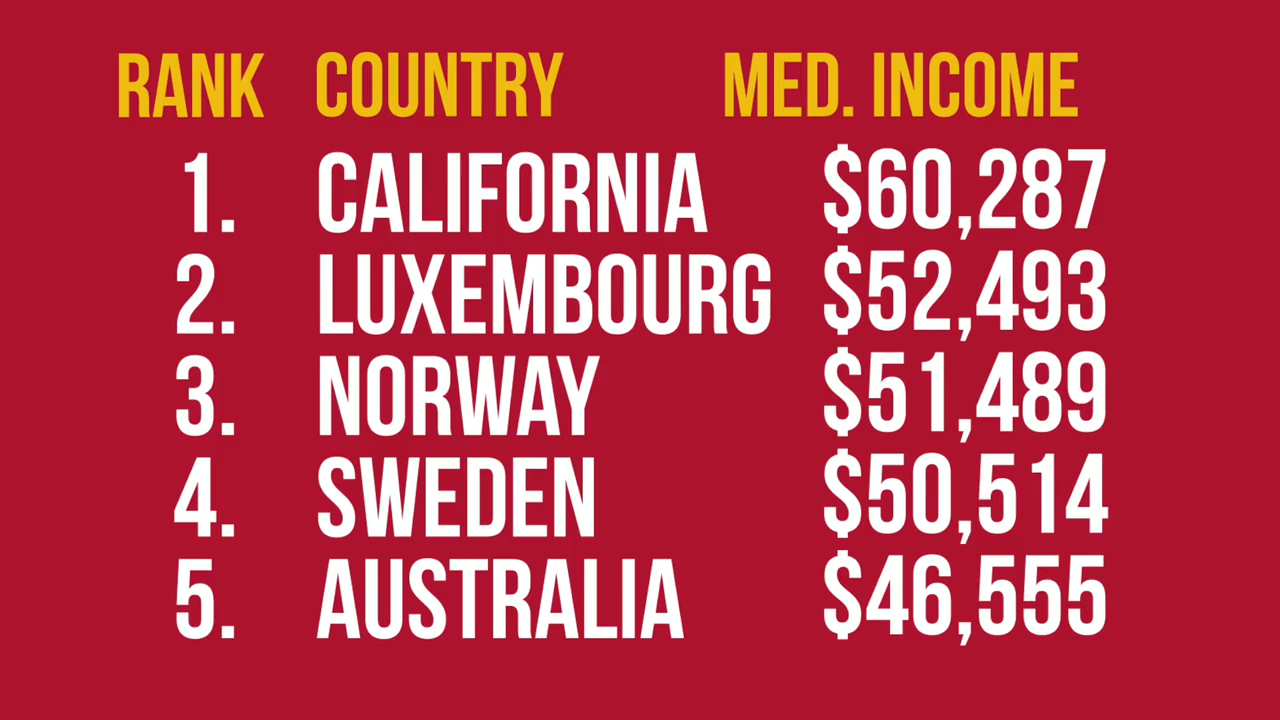 RANK COUNTRY MED. INCOME
1. CALIFORNIA $60,287
2. LUXEMBOURG $52,493
3. NORWAY $51,489
4. SWEDEN $50,514
5. AUSTRALIA $46,555